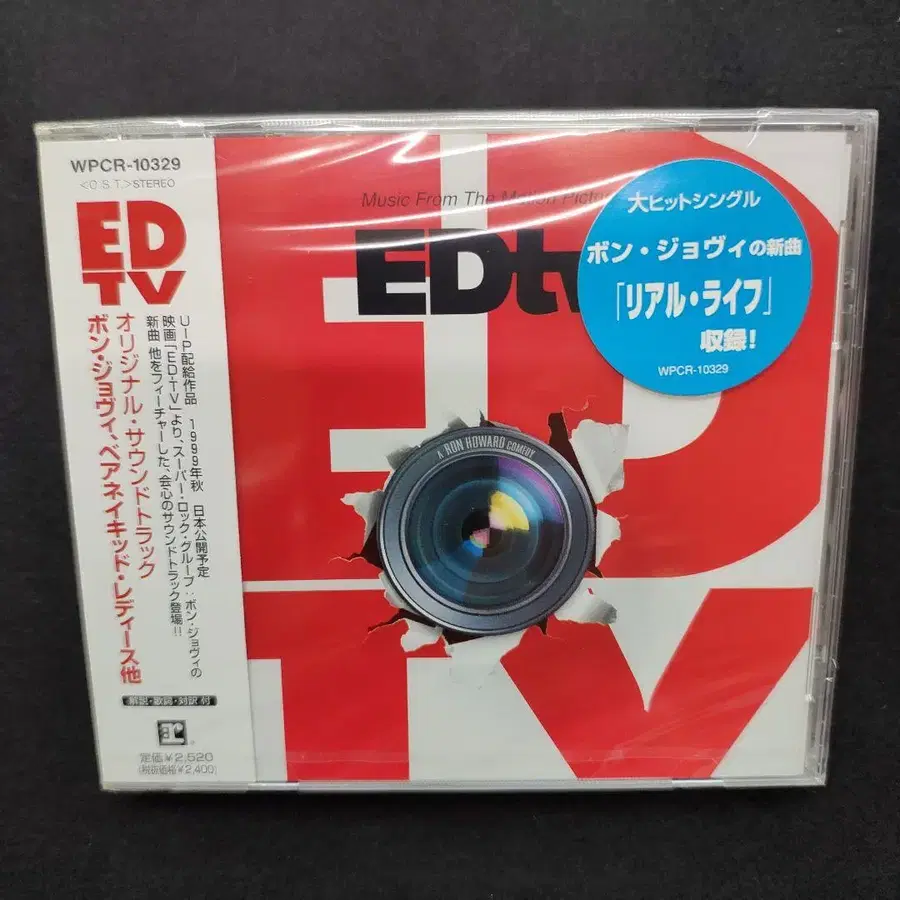 WPCR-10329
<O.S.T.>STEREO
ED
TV
UIP配給作品 1999年秋 日本公開予定
映画「ED-TV」より、スーパー・ロック・グループ:ボン・ジョヴィの
新曲 他をフィーチャーした、会心のサウンドトラック登場!!
オリジナル・サウンドトラック
ボン・ジョヴィ、ベアネイキッド・レディース他
解説・歌詞・対訳 付
定価¥2,520
(税抜価格¥2,400)
Music From The Motion Pictu
EDtv
大ヒットシングル
ボン・ジョヴィの新曲
「リアル・ライフ」
収録!
WPCR-10329
A RON HOWARD COMEDY
ED
TV